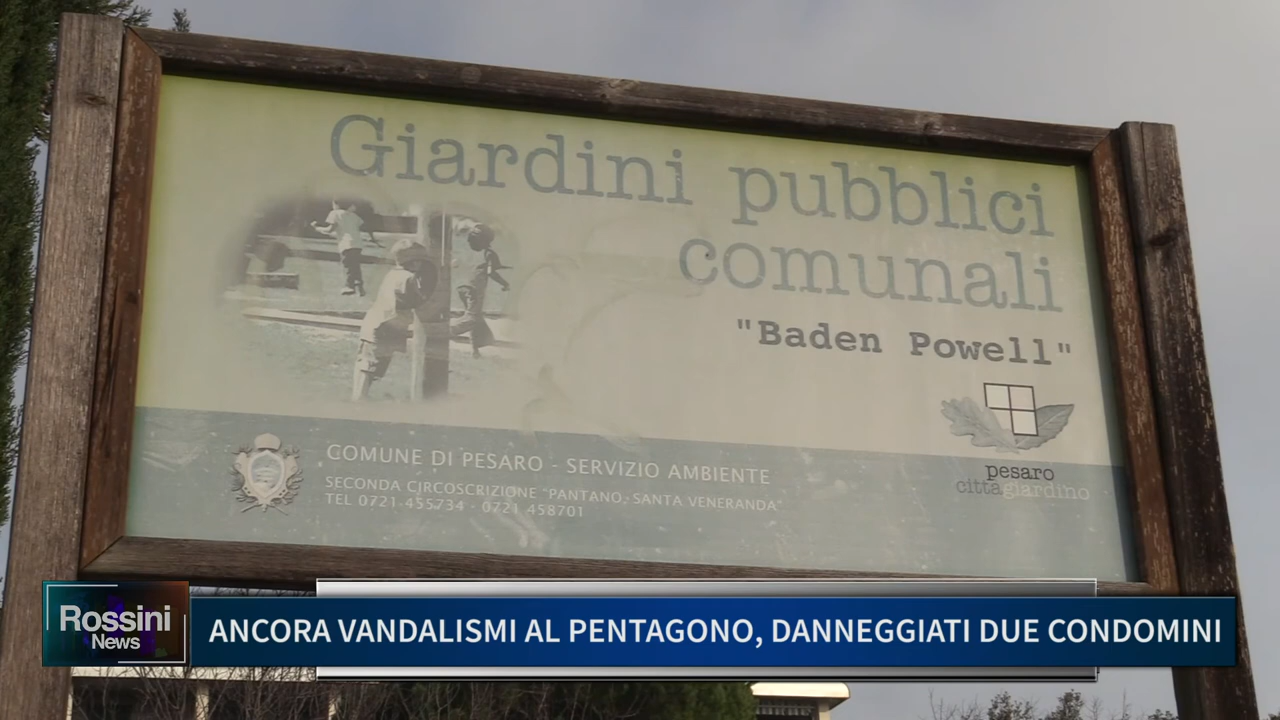 Giardini pubblici
comunali
"Baden Powell"
pesaro
cittàgiardino
COMUNE DI PESARO - SERVIZIO AMBIENTE
SECONDA CIRCOSCRIZIONE "PANTANO, SANTA VENERANDA"
TEL 0721 455734 - 0721 458701
Rossini
News
ANCORA VANDALISMI AL PENTAGONO, DANNEGGIATI DUE CONDOMINI